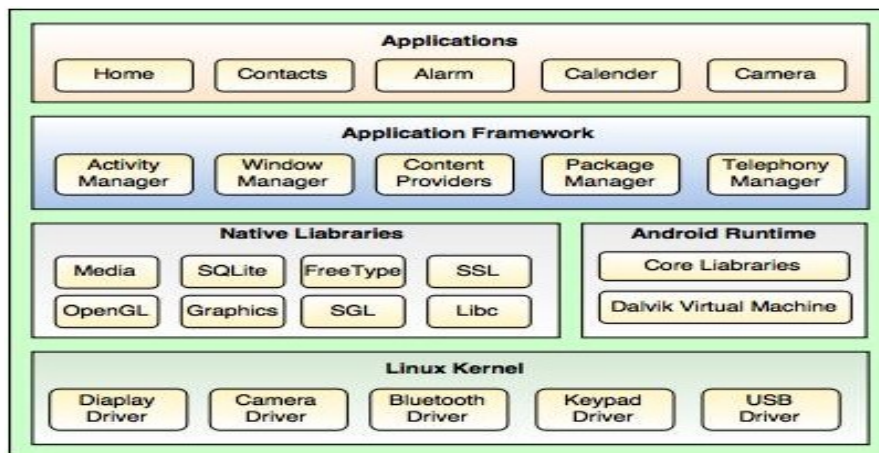 Applications
Home Contacts Alarm Calender Camera
Application Framework
Activity Manager
Window Manager
Content Providers
Package Manager
Telephony Manager
Native Liabraries
Media SQLite FreeType SSL
OpenGL Graphics SGL Libc
Android Runtime
Core Liabraries
Dalvik Virtual Machine
Linux Kernel
Diaplay Driver
Camera Driver
Bluetooth Driver
Keypad Driver
USB Driver